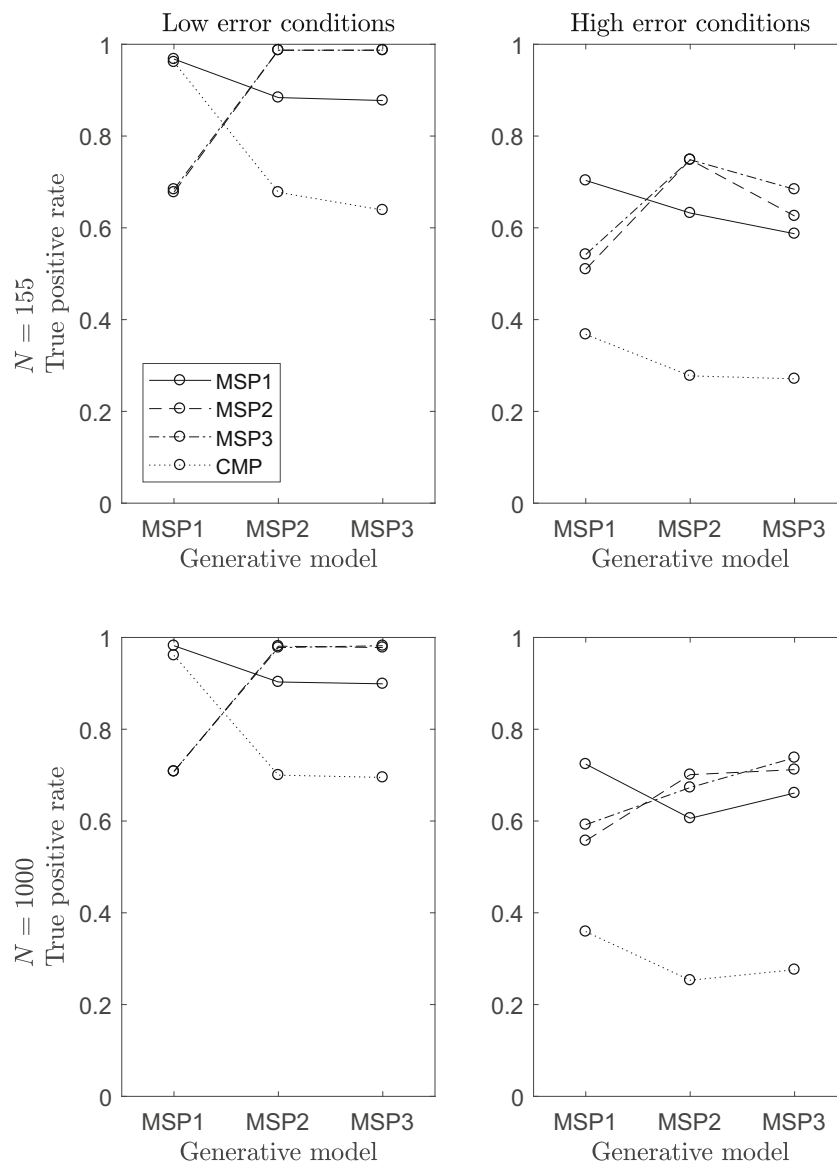 Low error conditions
High error conditions
N = 155
True positive rate
1
0.8
0.6
0.4
0.2
0
MSP1
MSP2
MSP3
CMP
MSP1 MSP2 MSP3
Generative model
1
0.8
0.6
0.4
0.2
0
MSP1 MSP2 MSP3
Generative model
N = 1000
True positive rate
1
0.8
0.6
0.4
0.2
0
MSP1 MSP2 MSP3
Generative model
1
0.8
0.6
0.4
0.2
0
MSP1 MSP2 MSP3
Generative model